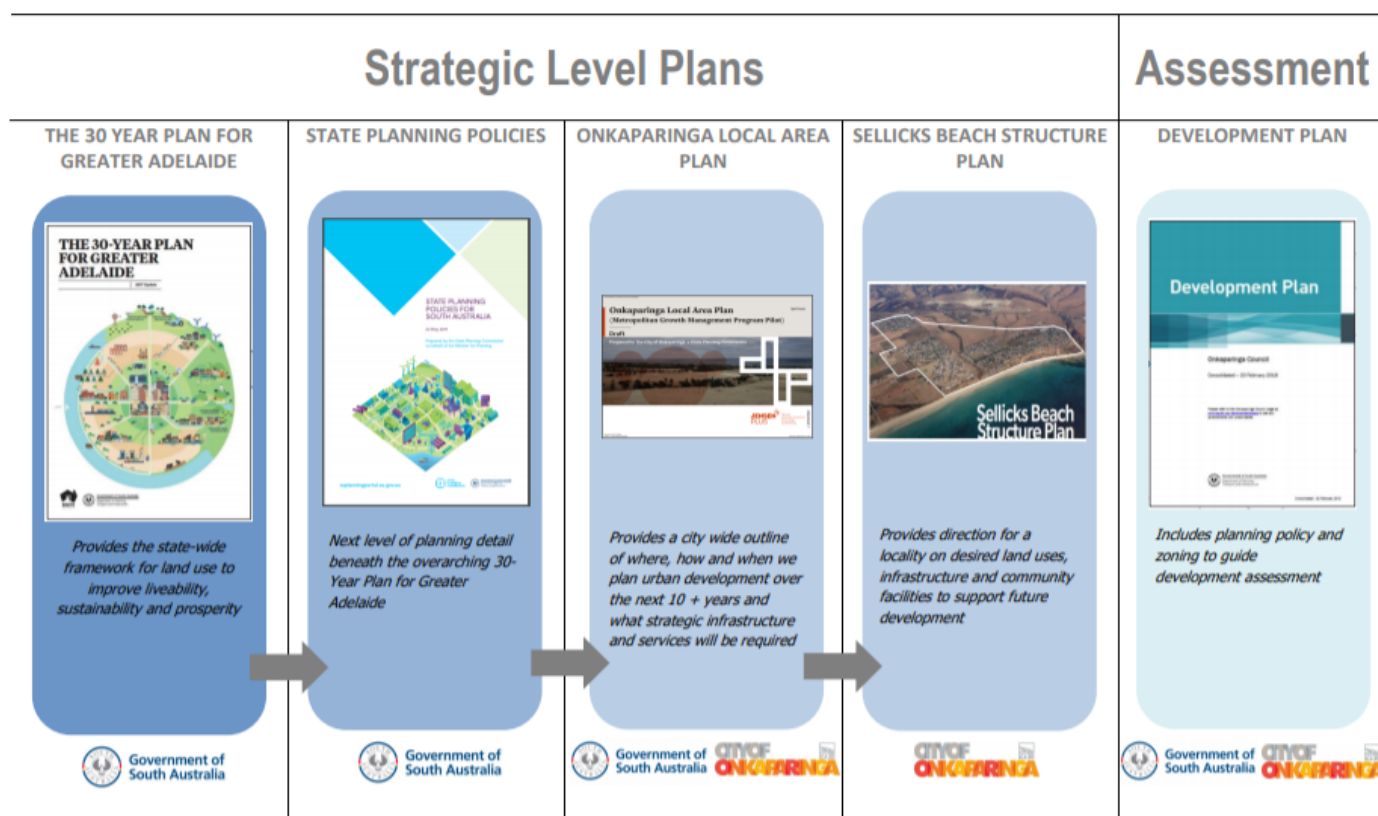 Strategic Level Plans
Assessment
THE 30 YEAR PLAN FOR
GREATER ADELAIDE
STATE PLANNING POLICIES
ONKAPARINGA LOCAL AREA
PLAN
SELLICKS BEACH STRUCTURE
PLAN
DEVELOPMENT PLAN
THE 30-YEAR PLAN
FOR GREATER
ADELAIDE
2017 Update
Provides the state-wide
framework for land use to
improve liveability,
sustainability and prosperity
STATE PLANNING
POLICIES FOR
SOUTH AUSTRALIA
Next level of planning detail
beneath the overarching 30-
Year Plan for Greater
Adelaide
Onkaparinga Local Area Plan
(Metropolitan Growth Management Program Pilot)
Draft
Provides a city wide outline
of where, how and when we
plan urban development over
the next 10 + years and
what strategic infrastructure
and services will be required
Sellicks Beach
Structure Plan
Provides direction for a
locality on desired land uses,
infrastructure and community
facilities to support future
development
Development Plan
Onkaparinga Council
Includes planning policy and
zoning to guide
development assessment
Government of
South Australia
Government of
South Australia
Government of
South Australia
CITY OF
ONKAPARINGA
CITY OF
ONKAPARINGA
Government of
South Australia
CITY OF
ONKAPARINGA